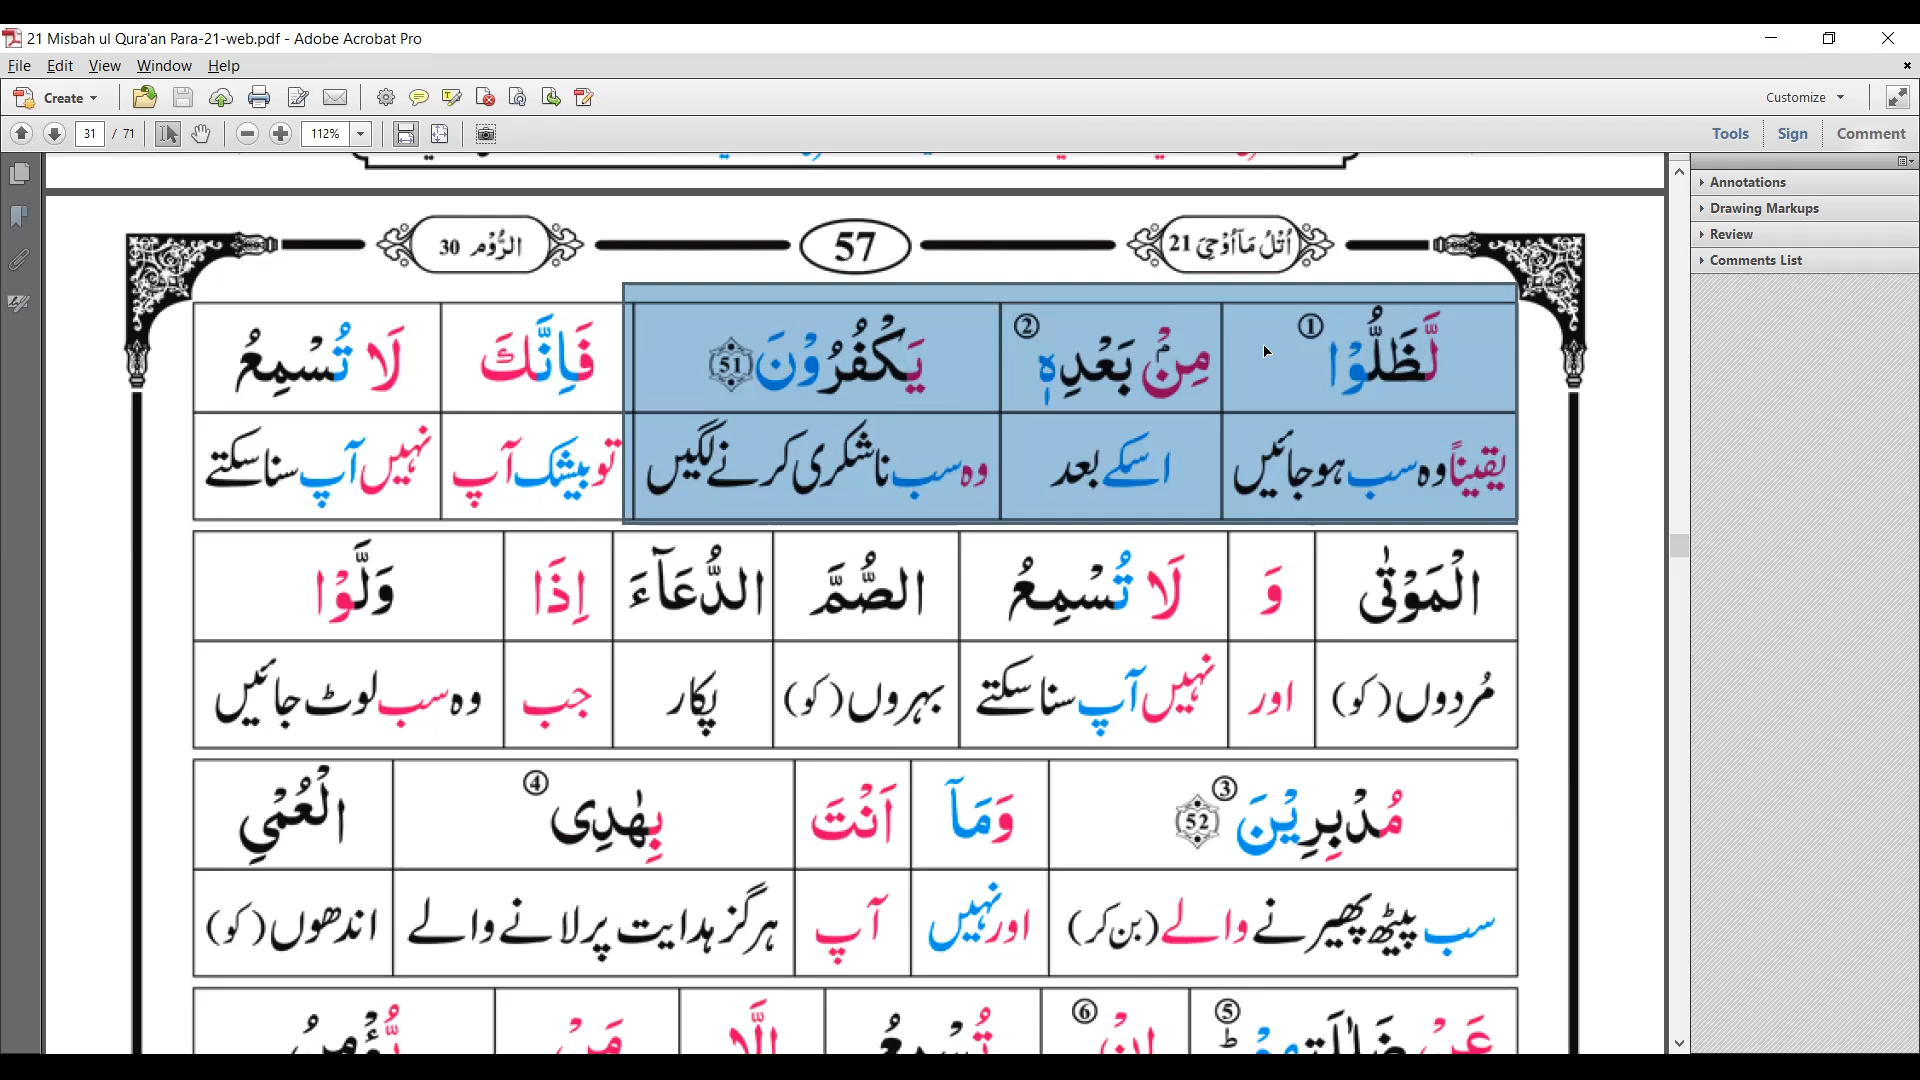 21 Misbah ul Qura'an Para-21-web.pdf - Adobe Acrobat Pro
File Edit View Window Help
Create Customize
31 / 71 112% Tools Sign Comment
Annotations
Drawing Markups
Review
Comments List
اُتْلُ مَآ اُوْحِيَ 21 57 الرُّوْم 30
لَّظَلُّوْا ① مِنْۢ بَعْدِهٖ ② يَكْفُرُوْنَ 51 فَاِنَّكَ لَا تُسْمِعُ
یقیناً وہ سب ہوجائیں اسکے بعد وہ سب ناشکری کرنے لگیں تو بیشک آپ نہیں آپ سنا سکتے
الْمَوْتٰى وَ لَا تُسْمِعُ الصُّمَّ الدُّعَآءَ اِذَا وَلَّوْا
مُردوں (کو) اور نہیں آپ سنا سکتے بہروں (کو) پکار جب وہ سب لوٹ جائیں
مُدْبِرِيْنَ 52 ③ وَمَآ اَنْتَ بِهٰدِی ④ الْعُمْيِ
سب پیٹھ پھیرنے والے (بن کر) اور نہیں آپ ہرگز ہدایت پر لانے والے اندھوں (کو)
عَنْ ضَلٰلَتِهِمْ ⑤ اِنْ ⑥ تُسْمِعُ اِلَّا مَنْ يُّؤْمِنُ